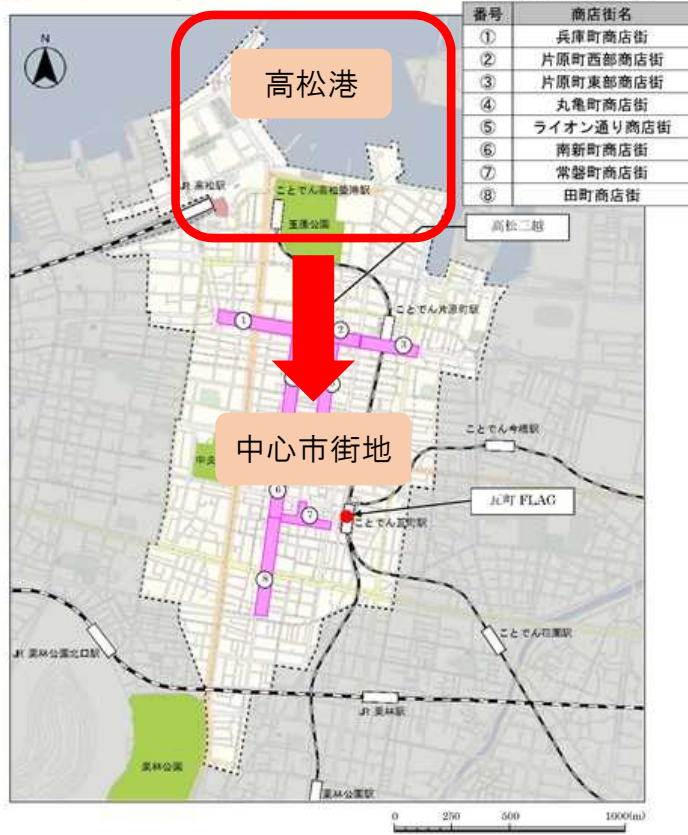 番号 商店街名
① 兵庫町商店街
② 片原町西部商店街
③ 片原町東部商店街
④ 丸亀町商店街
⑤ ライオン通り商店街
⑥ 南新町商店街
⑦ 常磐町商店街
⑧ 田町商店街
N
高松港
JR 高松駅
ことでん高松築港駅
玉藻公園
高松三越
ことでん片原町駅
①
②
③
中心市街地
中央
ことでん今橋駅
⑥
瓦町 FLAG
⑦
ことでん瓦町駅
⑧
ことでん花園駅
JR 栗林公園北口駅
JR 栗林駅
栗林公園
栗林公園駅
0 250 500 1000(m)